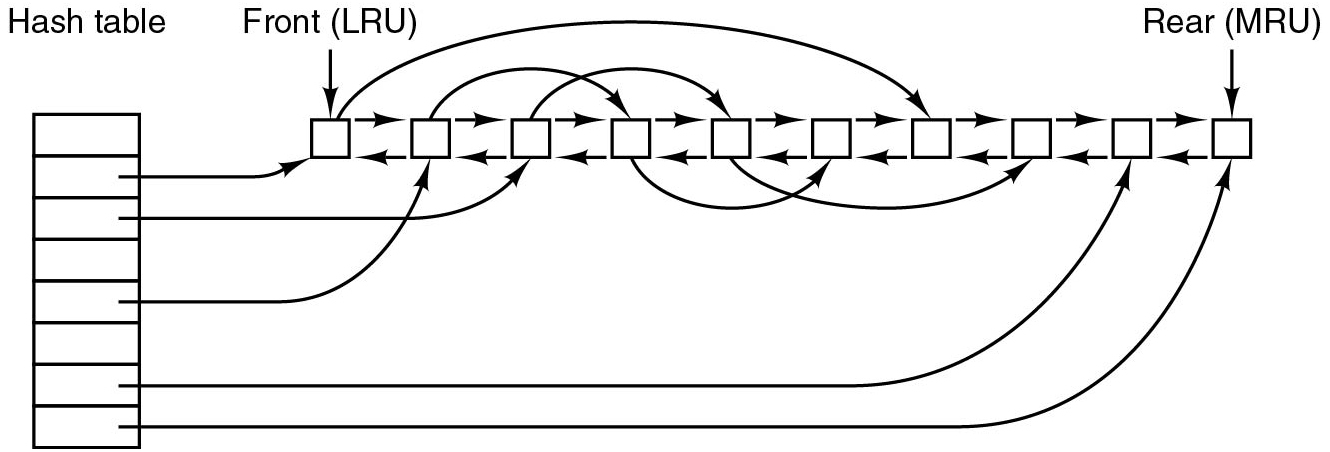 Hash table
Front (LRU)
Rear (MRU)